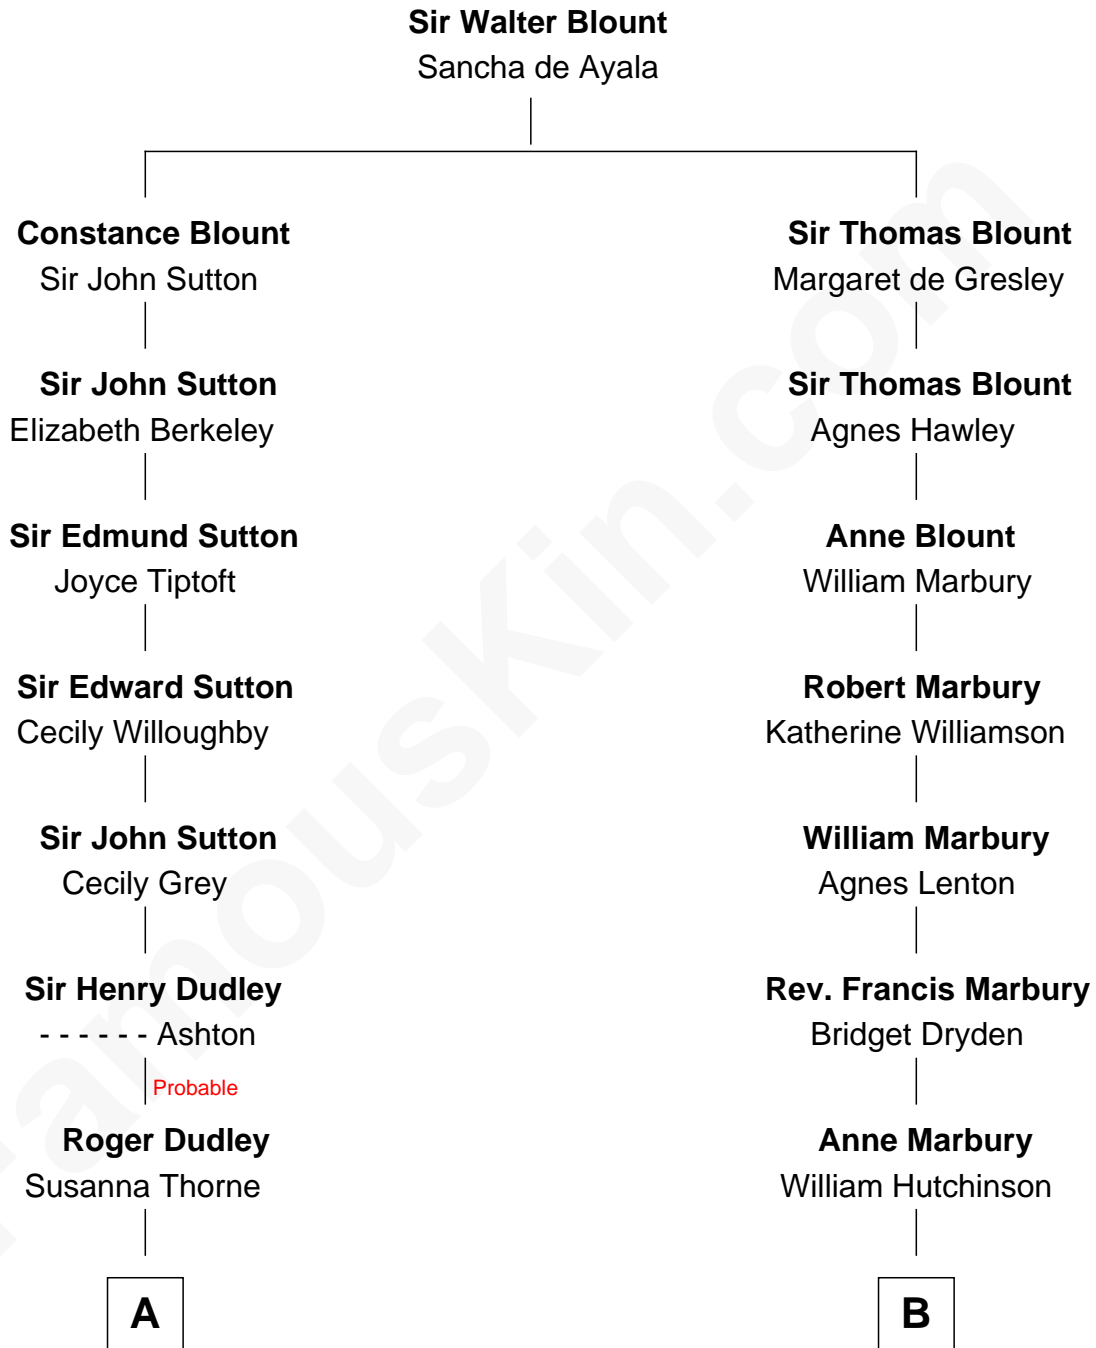 Sir Walter Blount
Sancha de Ayala
Constance Blount
Sir John Sutton
Sir Thomas Blount
Margaret de Gresley
Sir John Sutton
Elizabeth Berkeley
Sir Thomas Blount
Agnes Hawley
Sir Edmund Sutton
Joyce Tiptoft
Anne Blount
William Marbury
Sir Edward Sutton
Cecily Willoughby
Robert Marbury
Katherine Williamson
Sir John Sutton
Cecily Grey
William Marbury
Agnes Lenton
Sir Henry Dudley
- - - - - - Ashton
Rev. Francis Marbury
Bridget Dryden
Probable
Roger Dudley
Susanna Thorne
Anne Marbury
William Hutchinson
A
B
FamousKin.com